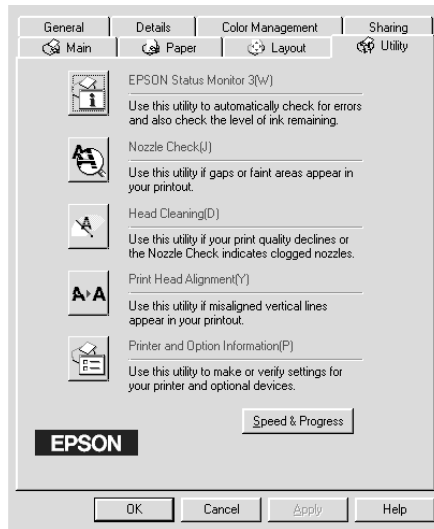 General Details Color Management Sharing
Main Paper Layout Utility
EPSON Status Monitor 3(W)
Use this utility to automatically check for errors
and also check the level of ink remaining.
Nozzle Check(J)
Use this utility if gaps or faint areas appear in
your printout.
Head Cleaning(D)
Use this utility if your print quality declines or
the Nozzle Check indicates clogged nozzles.
A▸A
Print Head Alignment(Y)
Use this utility if misaligned vertical lines
appear in your printout.
Printer and Option Information(P)
Use this utility to make or verify settings for
your printer and optional devices.
Speed & Progress
EPSON
OK Cancel Apply Help